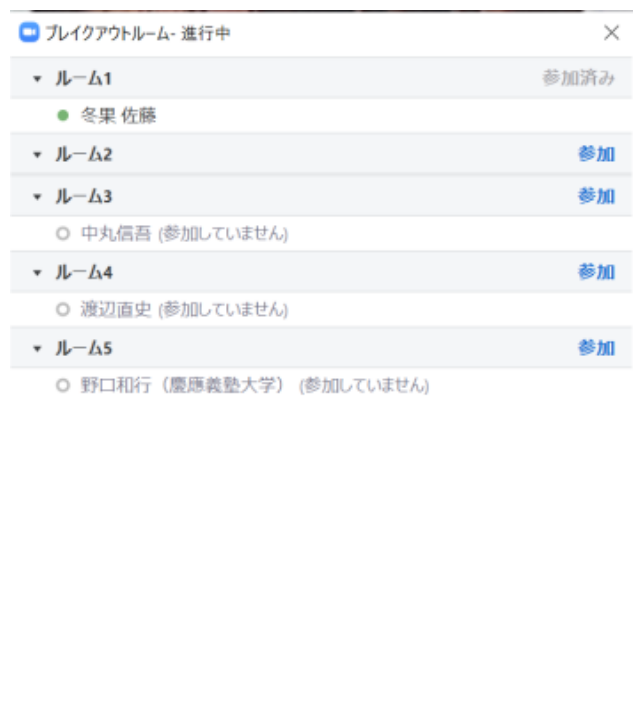 ブレイクアウトルーム- 進行中
ルーム1 参加済み
冬果 佐藤
ルーム2 参加
ルーム3 参加
中丸信吾 (参加していません)
ルーム4 参加
渡辺直史 (参加していません)
ルーム5 参加
野口和行（慶應義塾大学） (参加していません)